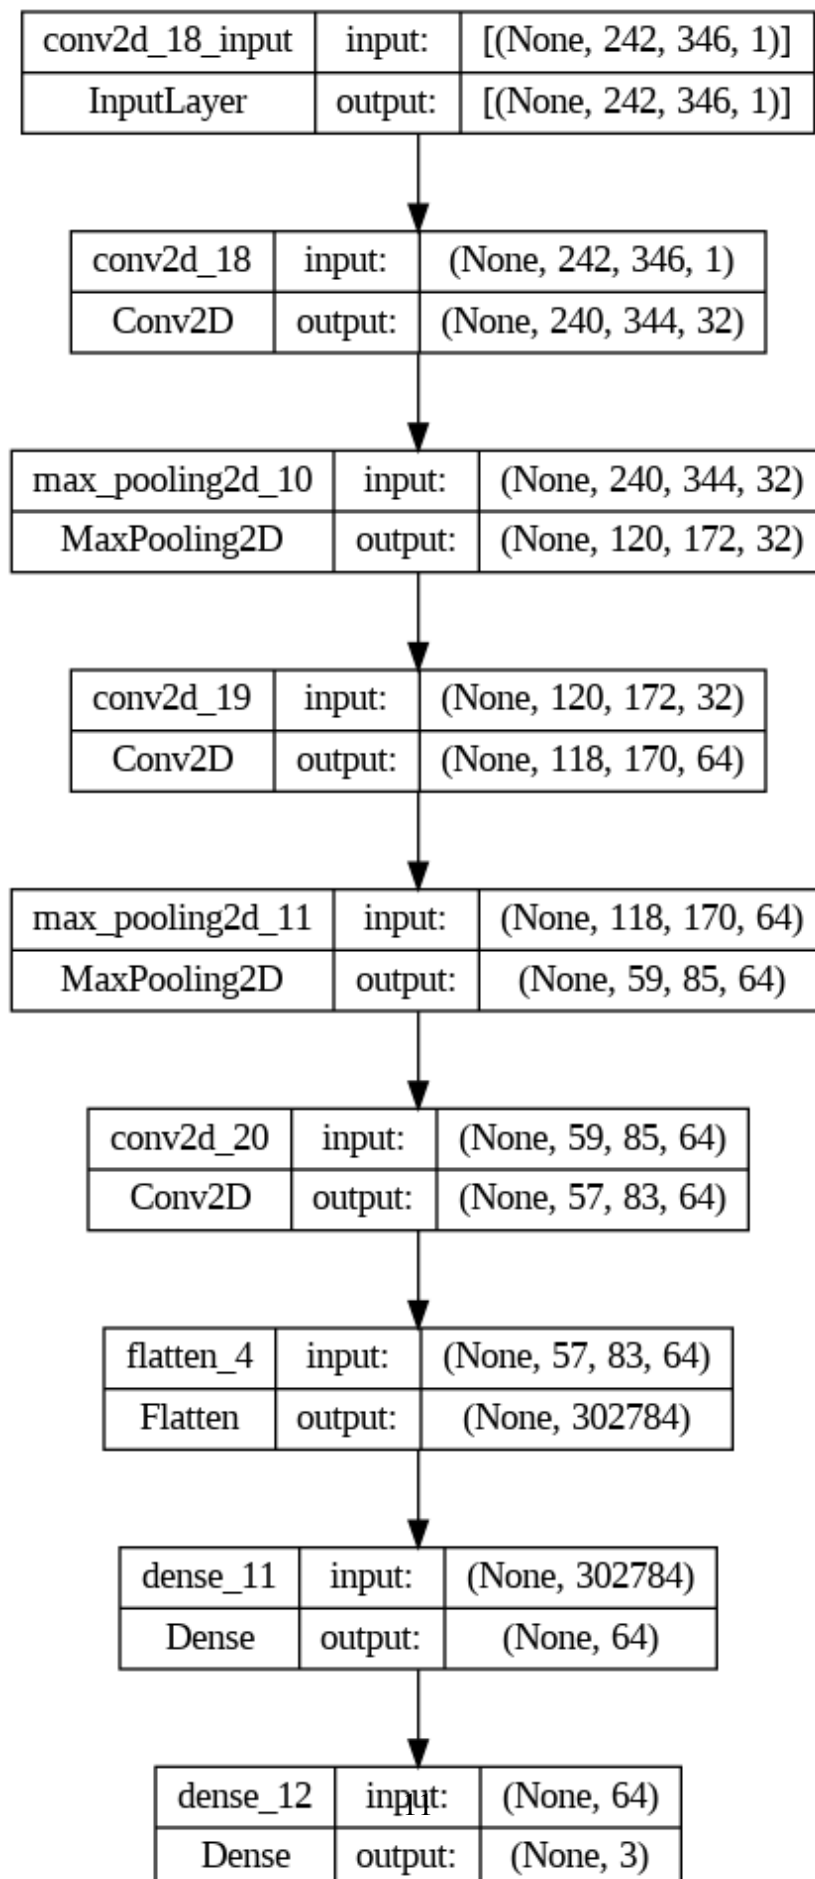 conv2d_18_input input: [(None, 242, 346, 1)]
InputLayer output: [(None, 242, 346, 1)]
conv2d_18 input: (None, 242, 346, 1)
Conv2D output: (None, 240, 344, 32)
max_pooling2d_10 input: (None, 240, 344, 32)
MaxPooling2D output: (None, 120, 172, 32)
conv2d_19 input: (None, 120, 172, 32)
Conv2D output: (None, 118, 170, 64)
max_pooling2d_11 input: (None, 118, 170, 64)
MaxPooling2D output: (None, 59, 85, 64)
conv2d_20 input: (None, 59, 85, 64)
Conv2D output: (None, 57, 83, 64)
flatten_4 input: (None, 57, 83, 64)
Flatten output: (None, 302784)
dense_11 input: (None, 302784)
Dense output: (None, 64)
dense_12 input: (None, 64)
11
Dense output: (None, 3)